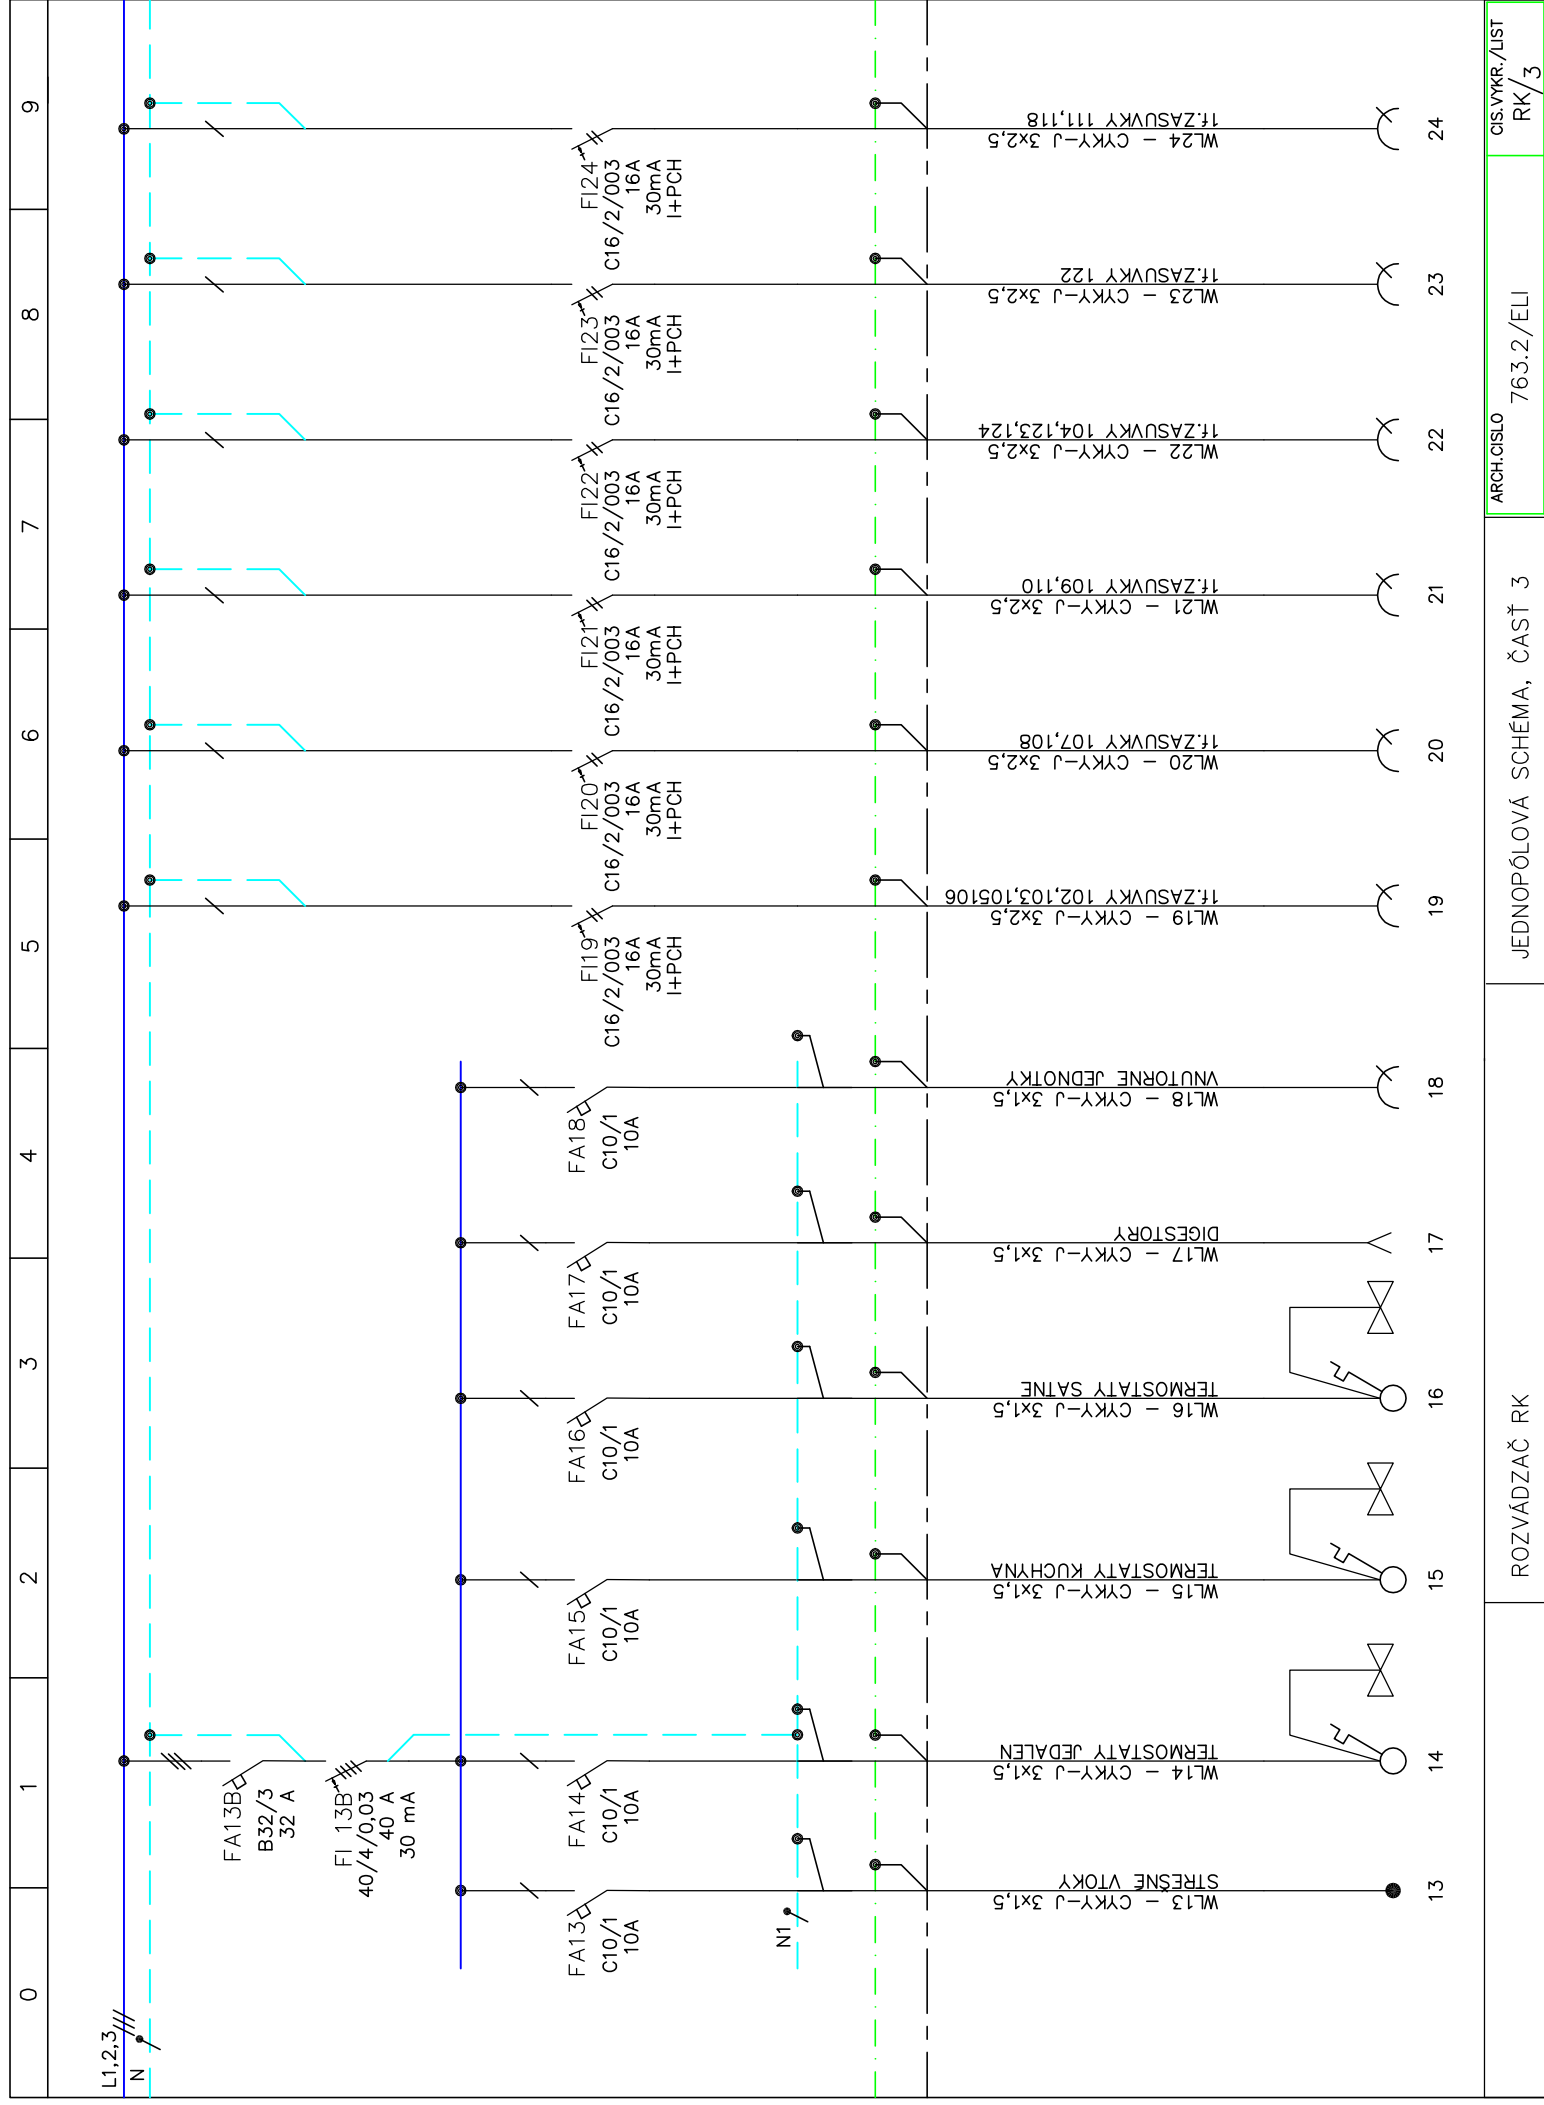 0 1 2 3 4 5 6 7 8 9
L1,2,3
N
FA13B
B32/3
32 A
FI 13B
40/4/0,03
40 A
30 mA
FA13
C10/1
10A
FA14
C10/1
10A
FA15
C10/1
10A
FA16
C10/1
10A
FA17
C10/1
10A
FA18
C10/1
10A
FI19
C16/2/003
16A
30mA
I+PCH
FI20
C16/2/003
16A
30mA
I+PCH
FI21
C16/2/003
16A
30mA
I+PCH
FI22
C16/2/003
16A
30mA
I+PCH
FI23
C16/2/003
16A
30mA
I+PCH
FI24
C16/2/003
16A
30mA
I+PCH
N1
WL13 – CYKY-J 3x1,5
STREŠNÉ VTOKY
WL14 – CYKY-J 3x1,5
TERMOSTATY JEDALEN
WL15 – CYKY-J 3x1,5
TERMOSTATY KUCHYNA
WL16 – CYKY-J 3x1,5
TERMOSTATY SATNE
WL17 – CYKY-J 3x1,5
DIGESTORY
WL18 – CYKY-J 3x1,5
VNUTORNE JEDNOTKY
WL19 – CYKY-J 3x2,5
1f.ZASUVKY 102,103,105106
WL20 – CYKY-J 3x2,5
1f.ZASUVKY 107,108
WL21 – CYKY-J 3x2,5
1f.ZASUVKY 109,110
WL22 – CYKY-J 3x2,5
1f.ZASUVKY 104,123,124
WL23 – CYKY-J 3x2,5
1f.ZASUVKY 122
WL24 – CYKY-J 3x2,5
1f.ZASUVKY 111,118
13 14 15 16 17 18 19 20 21 22 23 24
ROZVÁDZAČ RK
JEDNOPÓLOVÁ SCHÉMA, ČASŤ 3
ARCH.CISLO
763.2/ELI
CIS.VYKR./LIST
RK/3